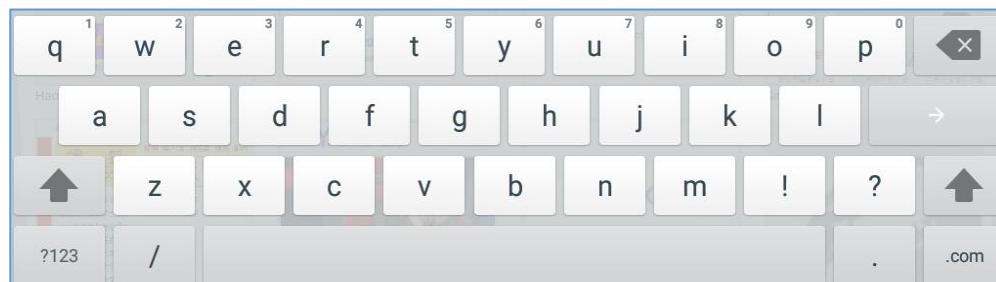 q 1 w 2 e 3 r 4 t 5 y 6 u 7 i 8 o 9 p 0
a s d f g h j k l
z x c v b n m ! ?
?123 / . .com